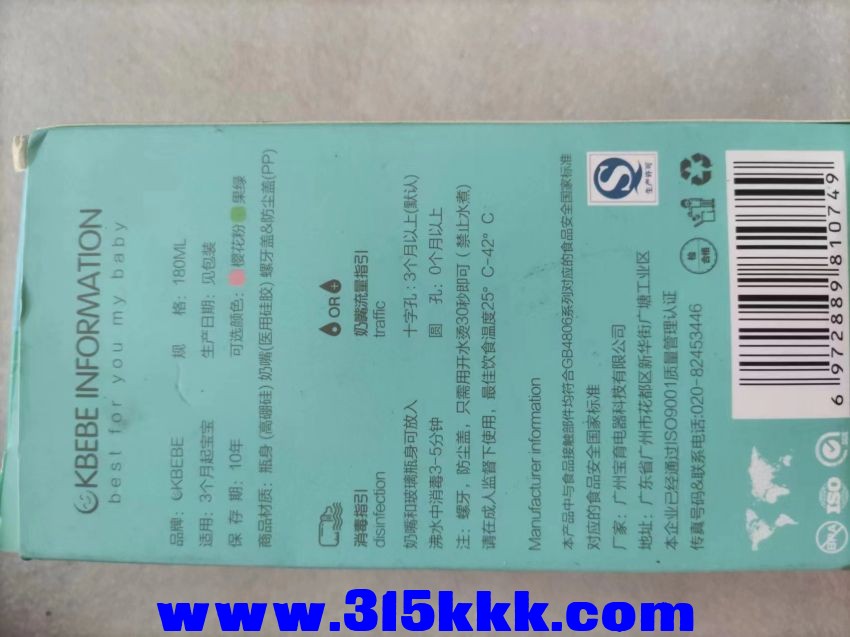 KBEBE INFORMATION
best for you my baby
品牌：KBEBE
规 格：180ML
适用：3个月起宝宝
生产日期：见包装
保 存 期：10年
可选颜色：樱花粉 果绿
商品材质：瓶身(高硼硅) 奶嘴(医用硅胶) 螺牙盖&防尘盖(PP)
消毒指引
disinfection
奶嘴和玻璃瓶身可放入
沸水中消毒3-5分钟
OR
奶嘴流量指引
traffic
十字孔：3个月以上(默认)
圆 孔：0个月以上
注：螺牙，防尘盖，只需用开水烫30秒即可（禁止水煮）
请在成人监督下使用，最佳饮食温度25°C-42°C
Manufacturer information
本产品中与食品接触部件均符合GB4806系列对应的食品安全国家标准
对应的食品安全国家标准
厂家：广州宝育电器科技有限公司
地址：广东省广州市花都区新华街广塘工业区
本企业已经通过ISO9001质量管理认证
传真号码&联系电话:020-82453446
生产许可
检
合格
BPA
ISO
6 972889 810749
www.315kkk.com